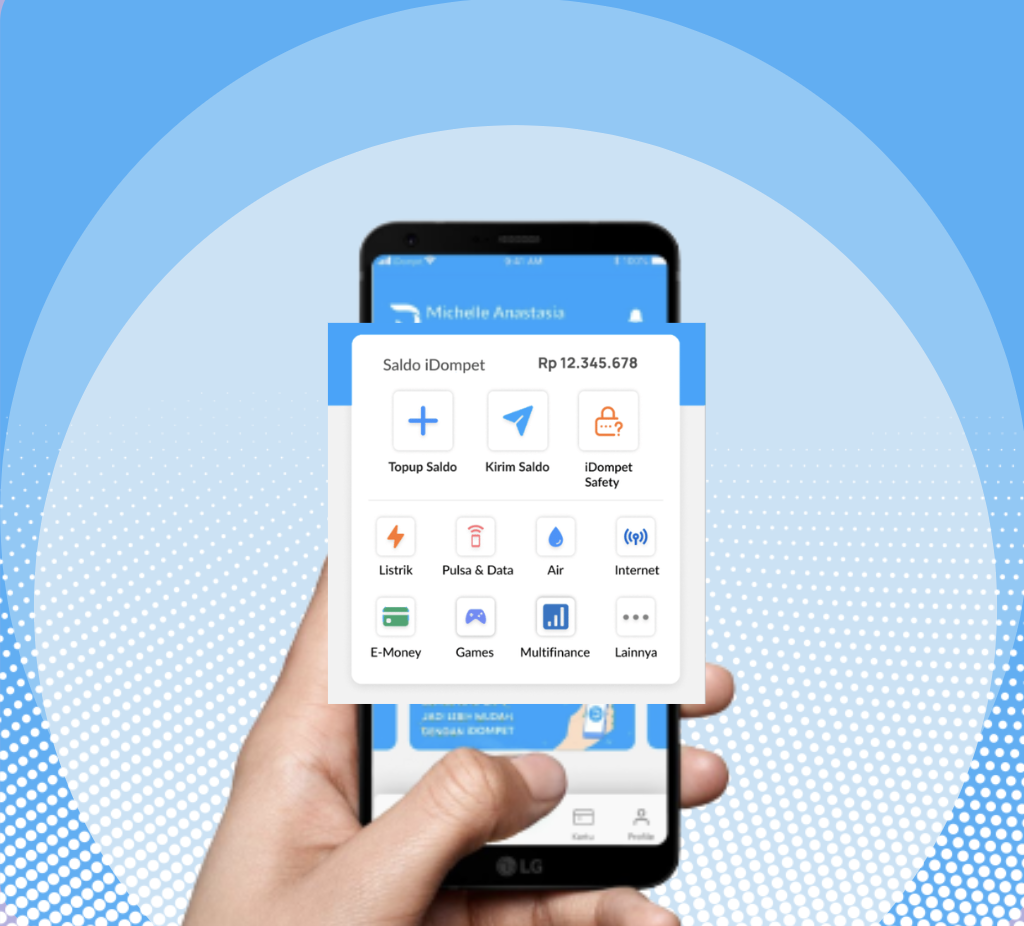 9:41 AM
100%
Michelle Anastasia
Saldo iDompet
Rp 12.345.678
Topup Saldo
Kirim Saldo
iDompet
Safety
Listrik
Pulsa & Data
Air
Internet
E-Money
Games
Multifinance
Lainnya
JADI LEBIH MUDAH
DENGAN IDOMPET
Kartu
Profile
LG